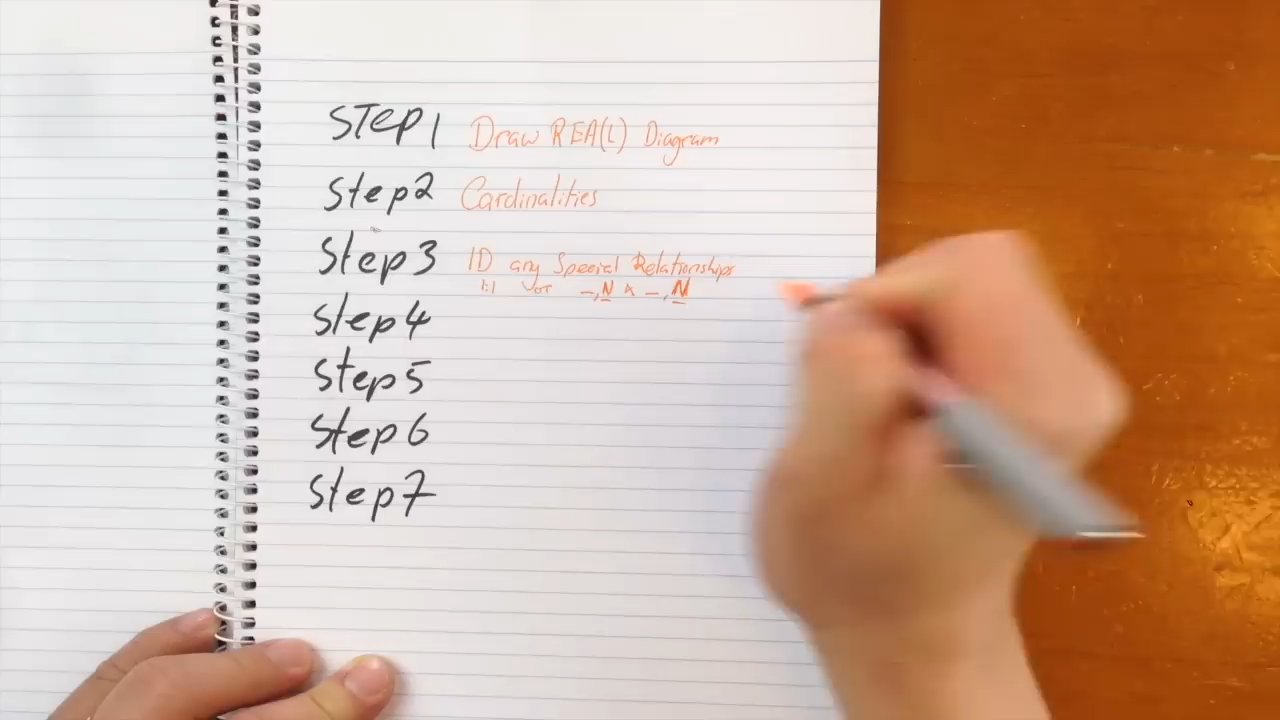 STEP 1 Draw REA(L) Diagram
Step 2 Cardinalities
Step 3 ID any Special Relationships
1:1 or _,N & _,N
Step 4
Step 5
Step 6
Step 7